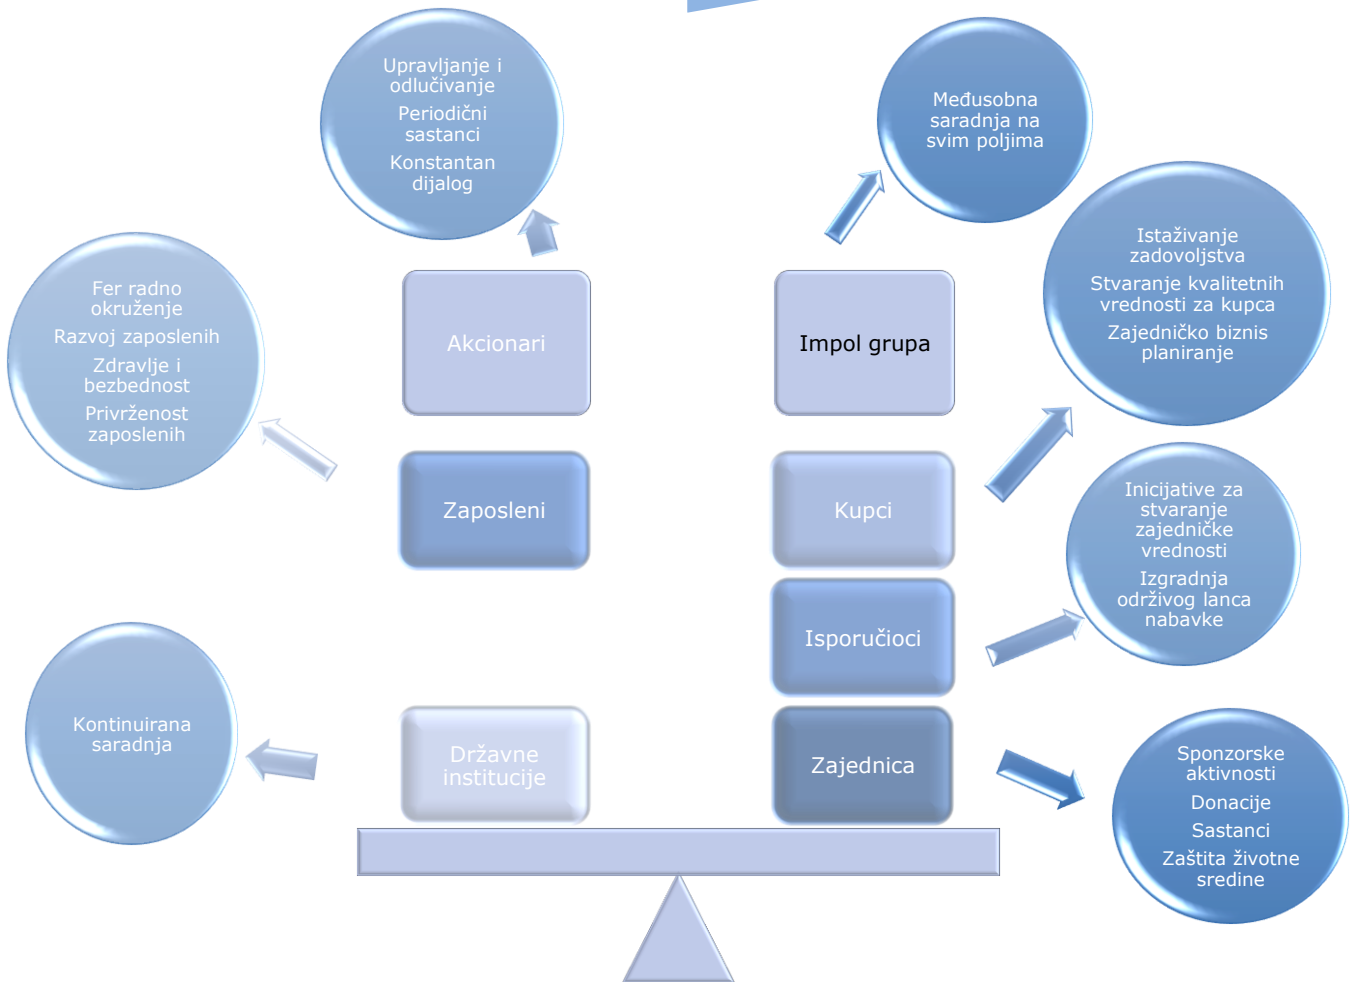 Upravljanje i
odlučivanje
Periodični
sastanci
Konstantan
dijalog
Međusobna
saradnja na
svim poljima
Fer radno
okruženje
Razvoj zaposlenih
Zdravlje i
bezbednost
Privrženost
zaposlenih
Akcionari
Impol grupa
Istaživanje
zadovoljstva
Stvaranje kvalitetnih
vrednosti za kupca
Zajedničko biznis
planiranje
Zaposleni
Kupci
Inicijative za
stvaranje
zajedničke
vrednosti
Izgradnja
održivog lanca
nabavke
Isporučioci
Kontinuirana
saradnja
Državne
institucije
Zajednica
Sponzorske
aktivnosti
Donacije
Sastanci
Zaštita životne
sredine